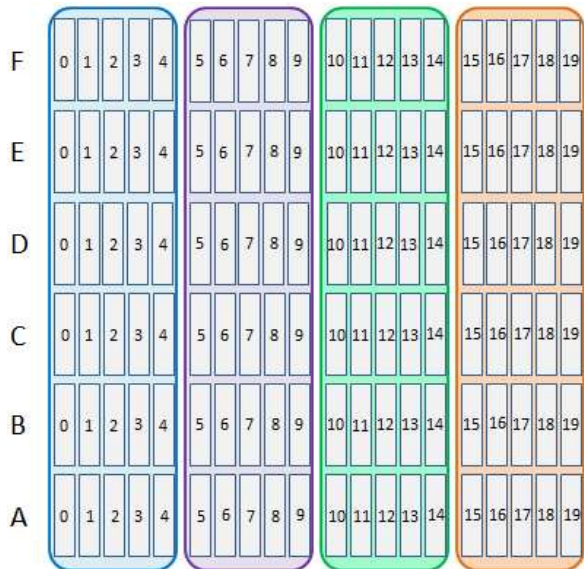 F 0 1 2 3 4 5 6 7 8 9 10 11 12 13 14 15 16 17 18 19
E 0 1 2 3 4 5 6 7 8 9 10 11 12 13 14 15 16 17 18 19
D 0 1 2 3 4 5 6 7 8 9 10 11 12 13 14 15 16 17 18 19
C 0 1 2 3 4 5 6 7 8 9 10 11 12 13 14 15 16 17 18 19
B 0 1 2 3 4 5 6 7 8 9 10 11 12 13 14 15 16 17 18 19
A 0 1 2 3 4 5 6 7 8 9 10 11 12 13 14 15 16 17 18 19